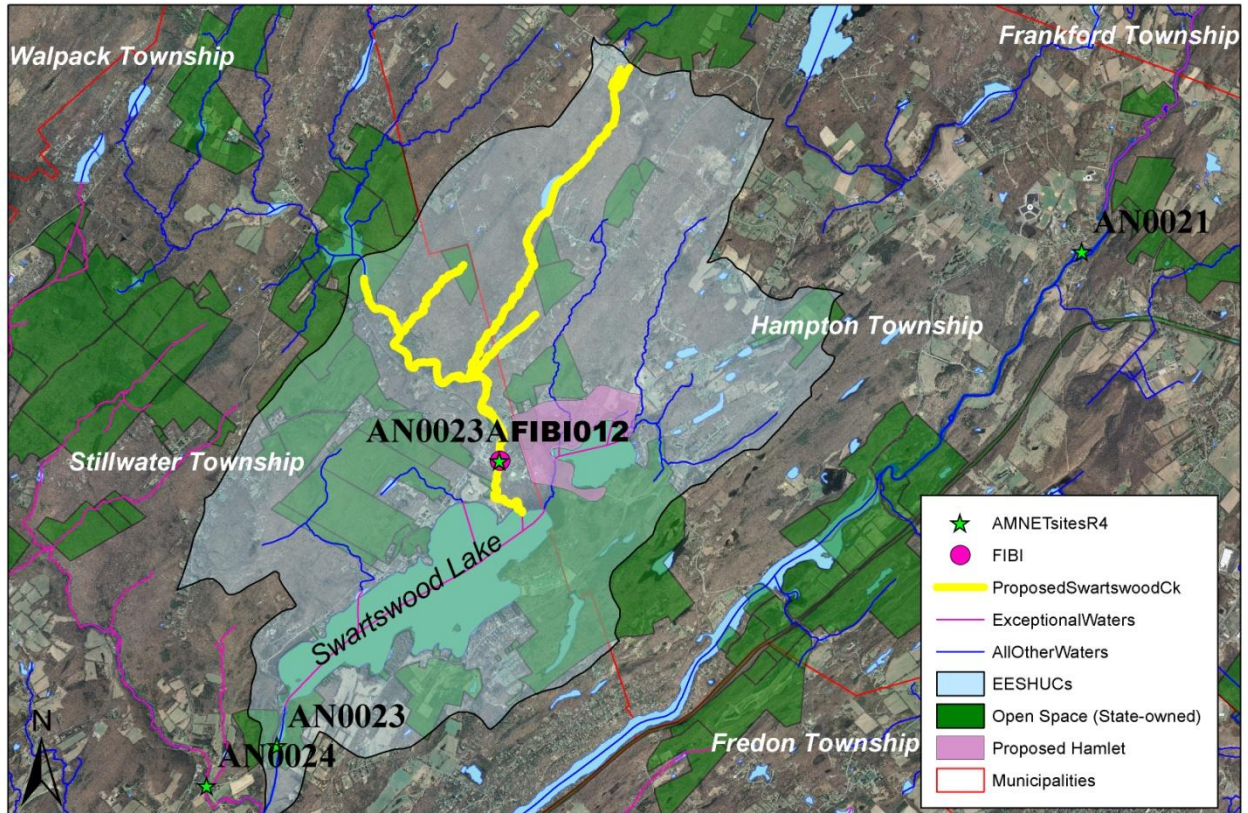 Walpack Township
Frankford Township
AN0021
Hampton Township
AN0023AFIBI012
Stillwater Township
Swartswood Lake
AN0023
AN0024
Fredon Township
N
AMNETsitesR4
FIBI
ProposedSwartswoodCk
ExceptionalWaters
AllOtherWaters
EESHUCs
Open Space (State-owned)
Proposed Hamlet
Municipalities